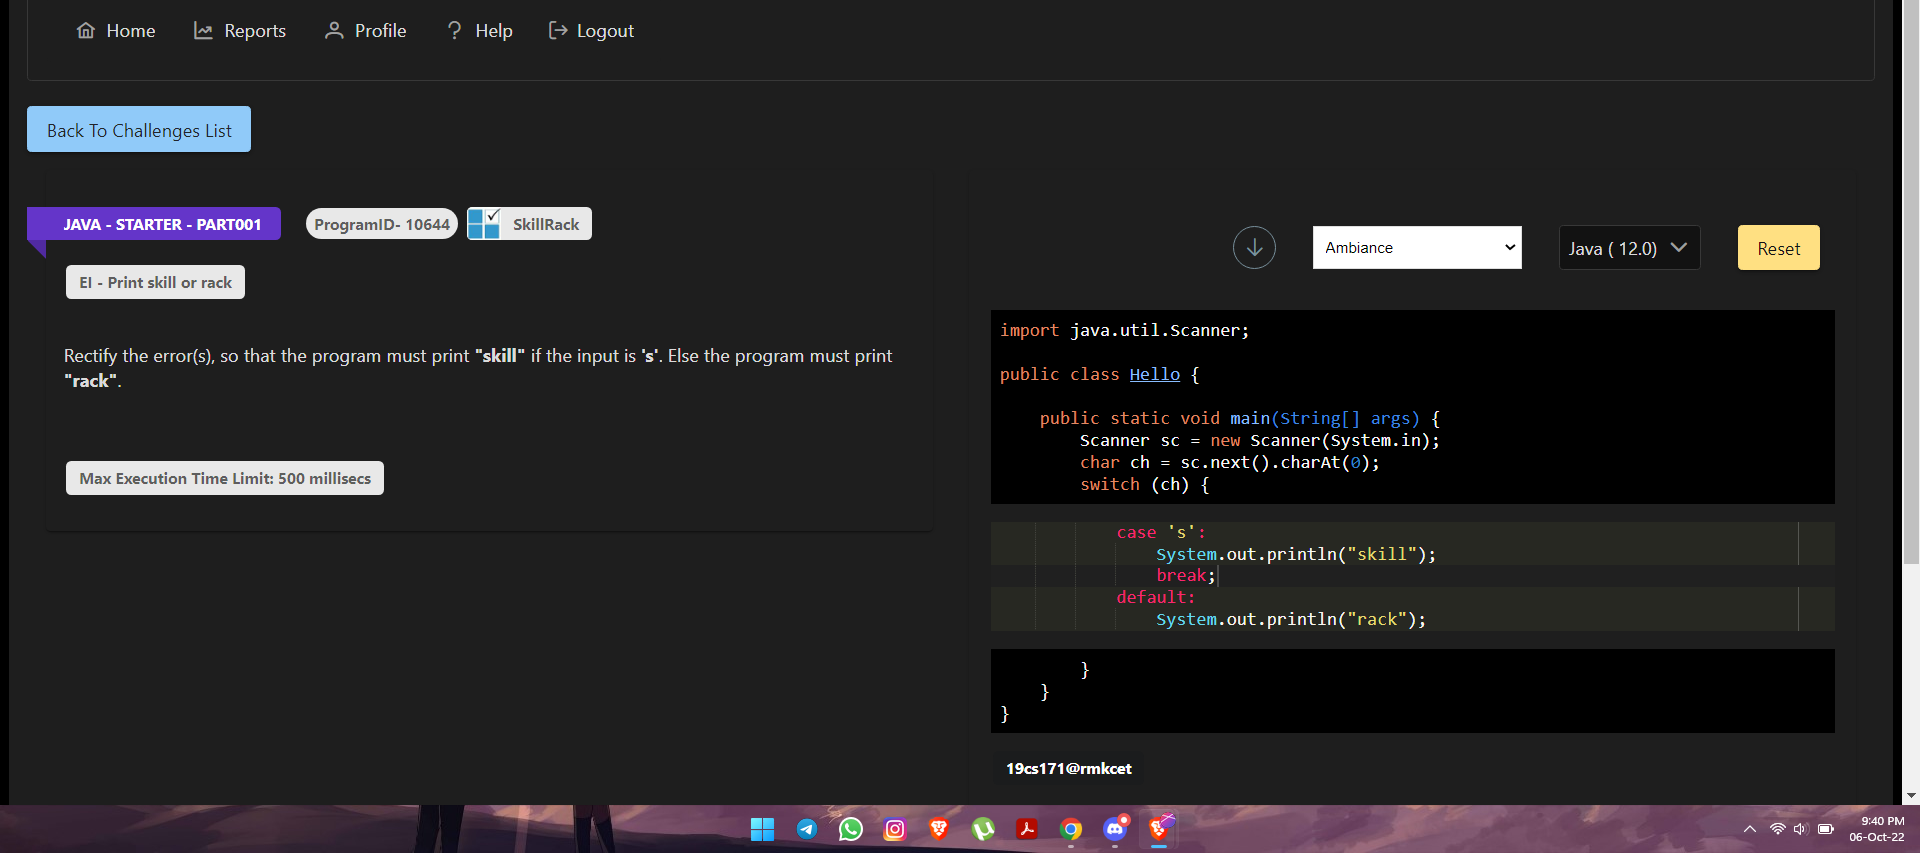 Home Reports Profile Help Logout
Back To Challenges List
JAVA - STARTER - PART001 ProgramID- 10644 SkillRack
EI - Print skill or rack
Rectify the error(s), so that the program must print "skill" if the input is 's'. Else the program must print
"rack".
Max Execution Time Limit: 500 millisecs
Ambiance Java ( 12.0) Reset
import java.util.Scanner;
public class Hello {
public static void main(String[] args) {
Scanner sc = new Scanner(System.in);
char ch = sc.next().charAt(0);
switch (ch) {
case 's':
System.out.println("skill");
break;
default:
System.out.println("rack");
}
}
}
19cs171@rmkcet
9:40 PM
06-Oct-22